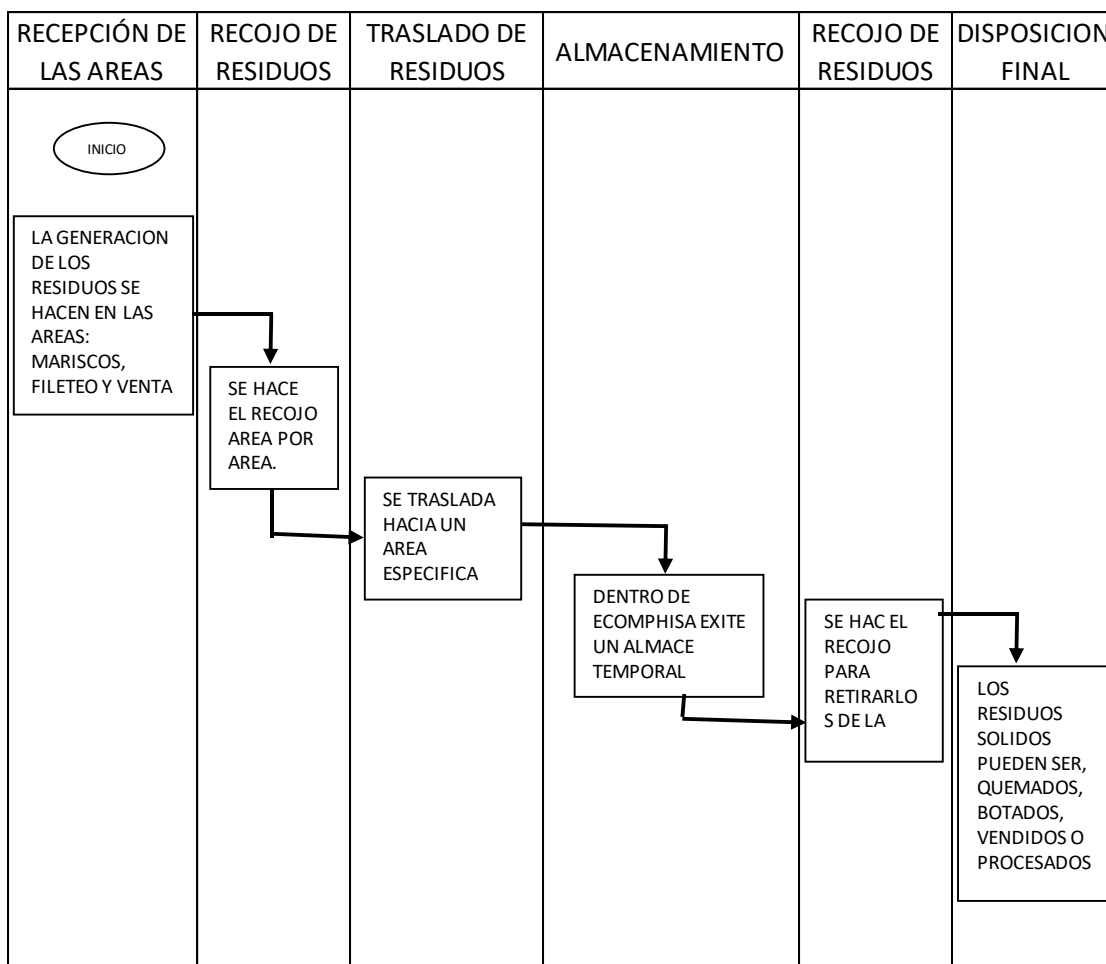 RECEPCIÓN DE
LAS AREAS
RECOJO DE
RESIDUOS
TRASLADO DE
RESIDUOS
ALMACENAMIENTO
RECOJO DE
RESIDUOS
DISPOSICION
FINAL
INICIO
LA GENERACION
DE LOS
RESIDUOS SE
HACEN EN LAS
AREAS:
MARISCOS,
FILETEO Y VENTA
SE HACE
EL RECOJO
AREA POR
AREA.
SE TRASLADA
HACIA UN
AREA
ESPECIFICA
DENTRO DE
ECOMPHISA EXITE
UN ALMACE
TEMPORAL
SE HAC EL
RECOJO
PARA
RETIRARLO
S DE LA
LOS
RESIDUOS
SOLIDOS
PUEDEN SER,
QUEMADOS,
BOTADOS,
VENDIDOS O
PROCESADOS